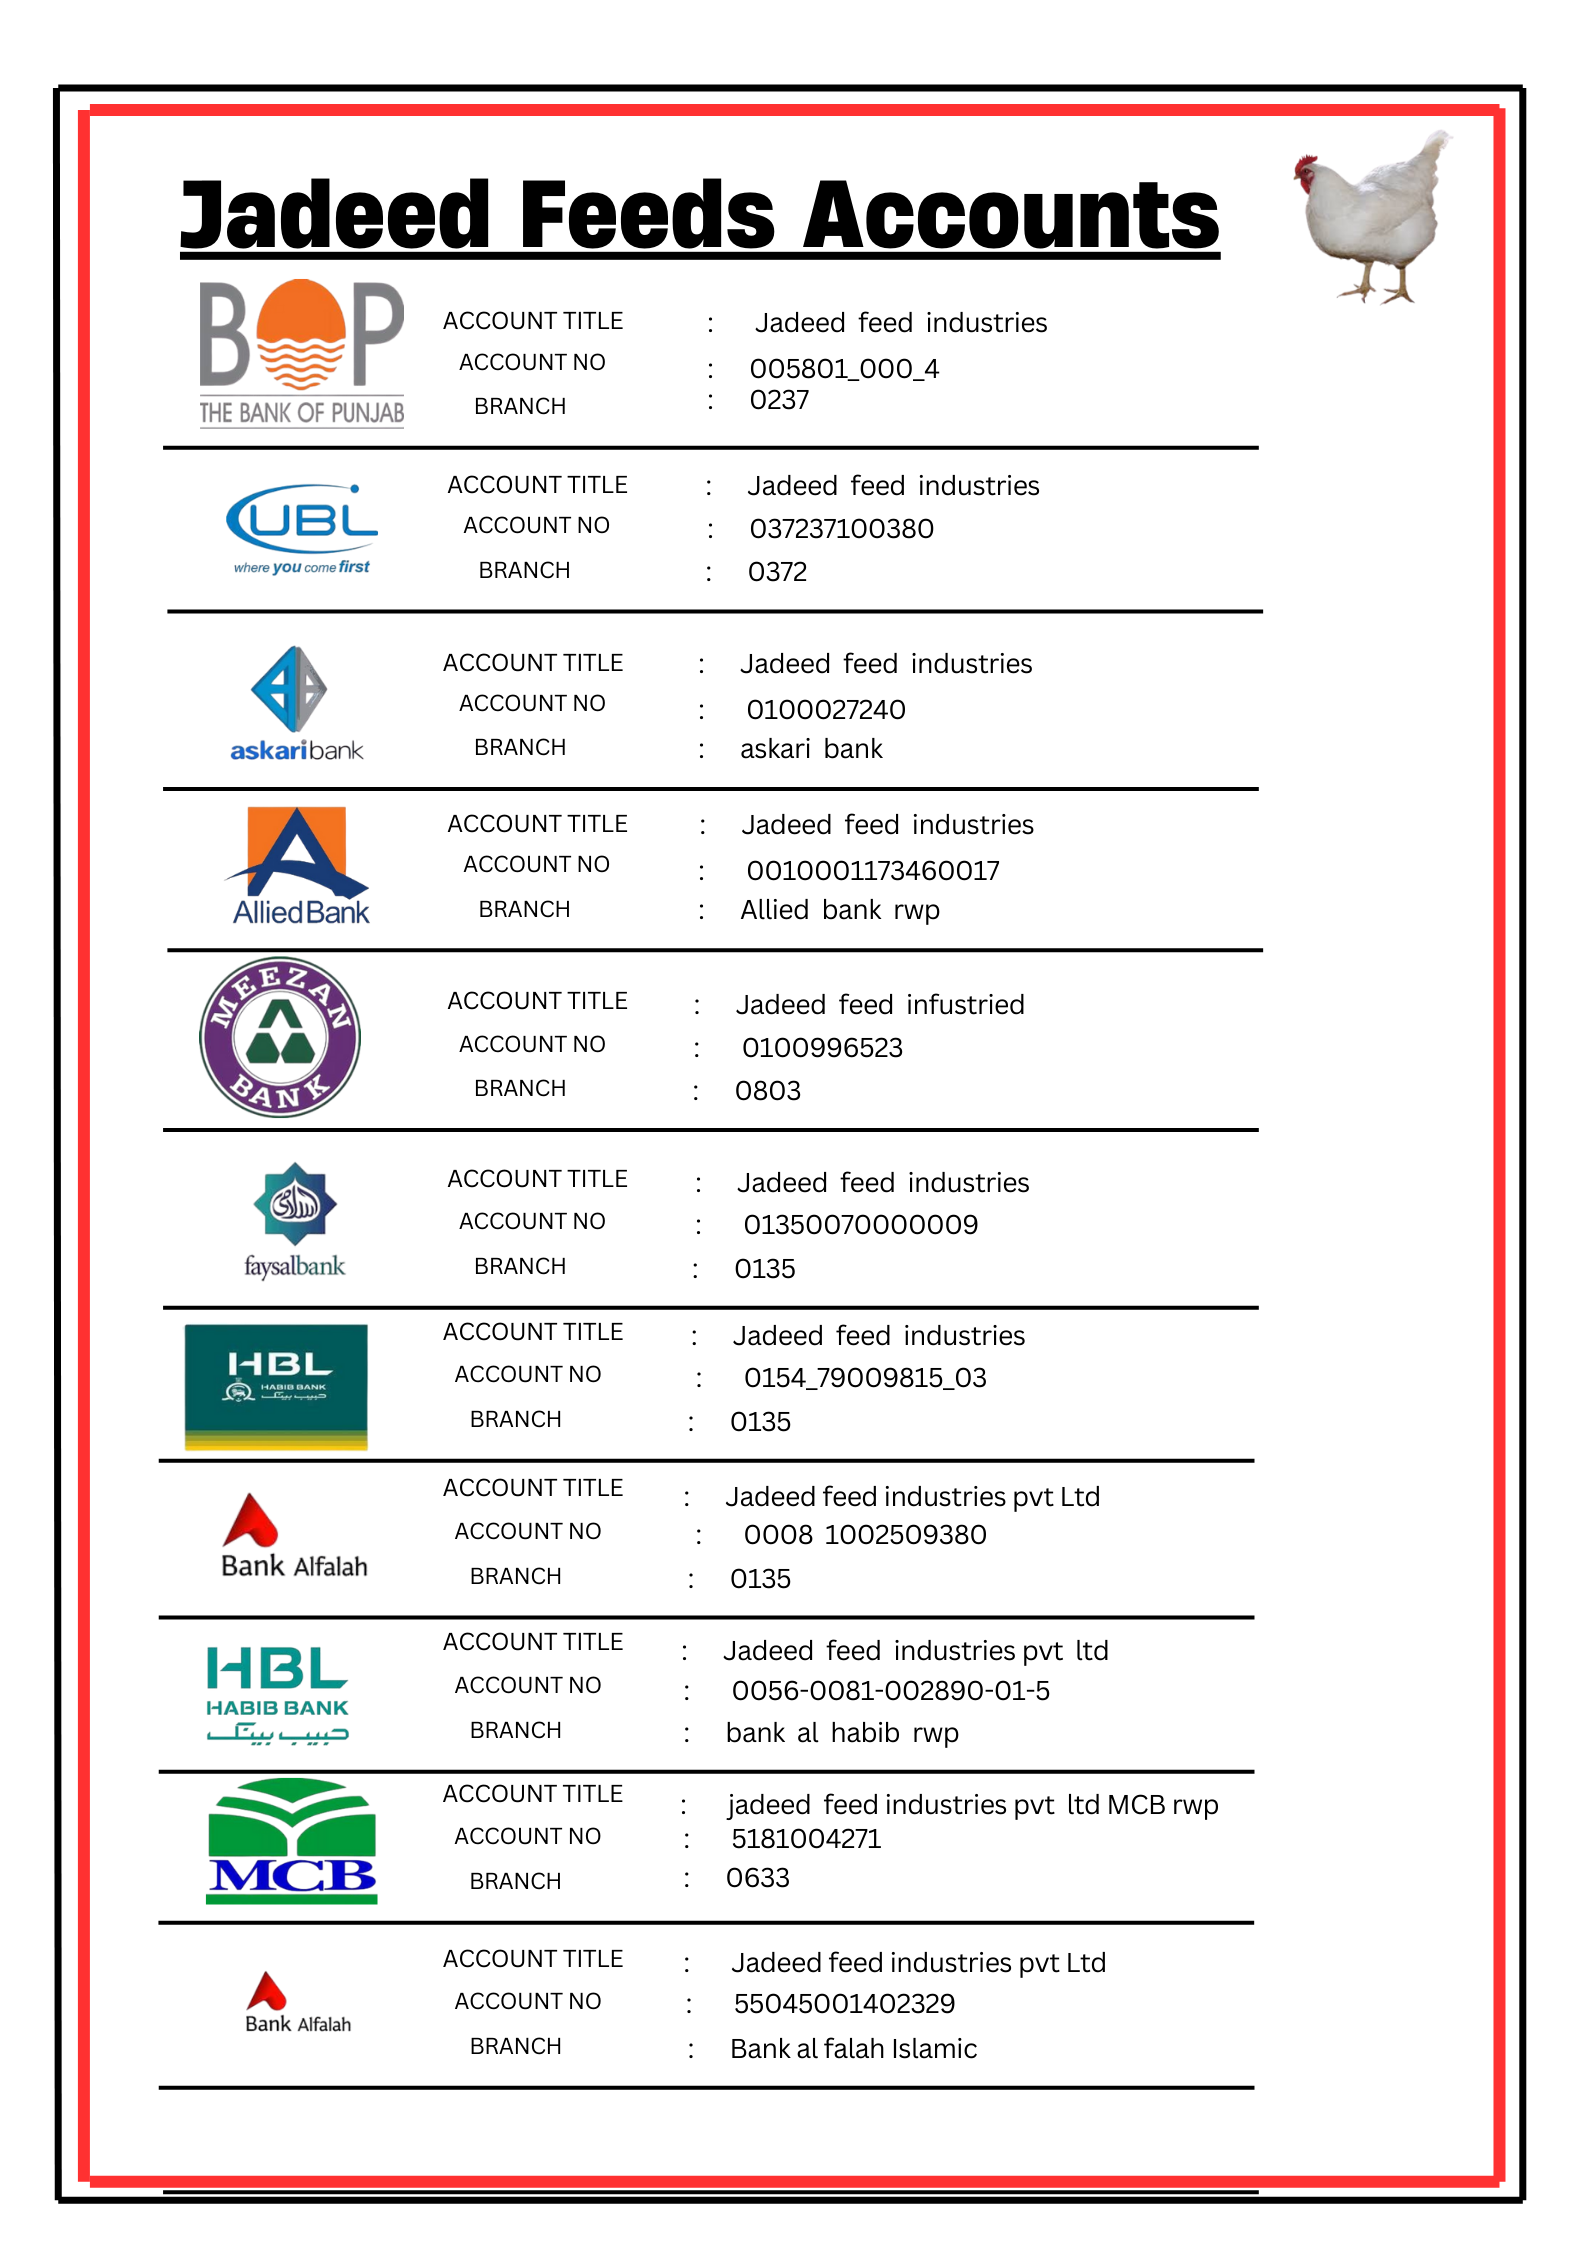 Jadeed Feeds Accounts
BOP
THE BANK OF PUNJAB
ACCOUNT TITLE : Jadeed feed industries
ACCOUNT NO : 005801_000_4
BRANCH : 0237
UBL
where you come first
ACCOUNT TITLE : Jadeed feed industries
ACCOUNT NO : 037237100380
BRANCH : 0372
askaribank
ACCOUNT TITLE : Jadeed feed industries
ACCOUNT NO : 0100027240
BRANCH : askari bank
Allied Bank
ACCOUNT TITLE : Jadeed feed industries
ACCOUNT NO : 0010001173460017
BRANCH : Allied bank rwp
MEEZAN BANK
ACCOUNT TITLE : Jadeed feed infustried
ACCOUNT NO : 0100996523
BRANCH : 0803
اسلامی
faysalbank
ACCOUNT TITLE : Jadeed feed industries
ACCOUNT NO : 01350070000009
BRANCH : 0135
HBL
HABIB BANK
حبیب بینک
ACCOUNT TITLE : Jadeed feed industries
ACCOUNT NO : 0154_79009815_03
BRANCH : 0135
Bank Alfalah
ACCOUNT TITLE : Jadeed feed industries pvt Ltd
ACCOUNT NO : 0008 1002509380
BRANCH : 0135
HBL
HABIB BANK
حبیب بینک
ACCOUNT TITLE : Jadeed feed industries pvt ltd
ACCOUNT NO : 0056-0081-002890-01-5
BRANCH : bank al habib rwp
MCB
ACCOUNT TITLE : jadeed feed industries pvt ltd MCB rwp
ACCOUNT NO : 5181004271
BRANCH : 0633
Bank Alfalah
ACCOUNT TITLE : Jadeed feed industries pvt Ltd
ACCOUNT NO : 55045001402329
BRANCH : Bank al falah Islamic